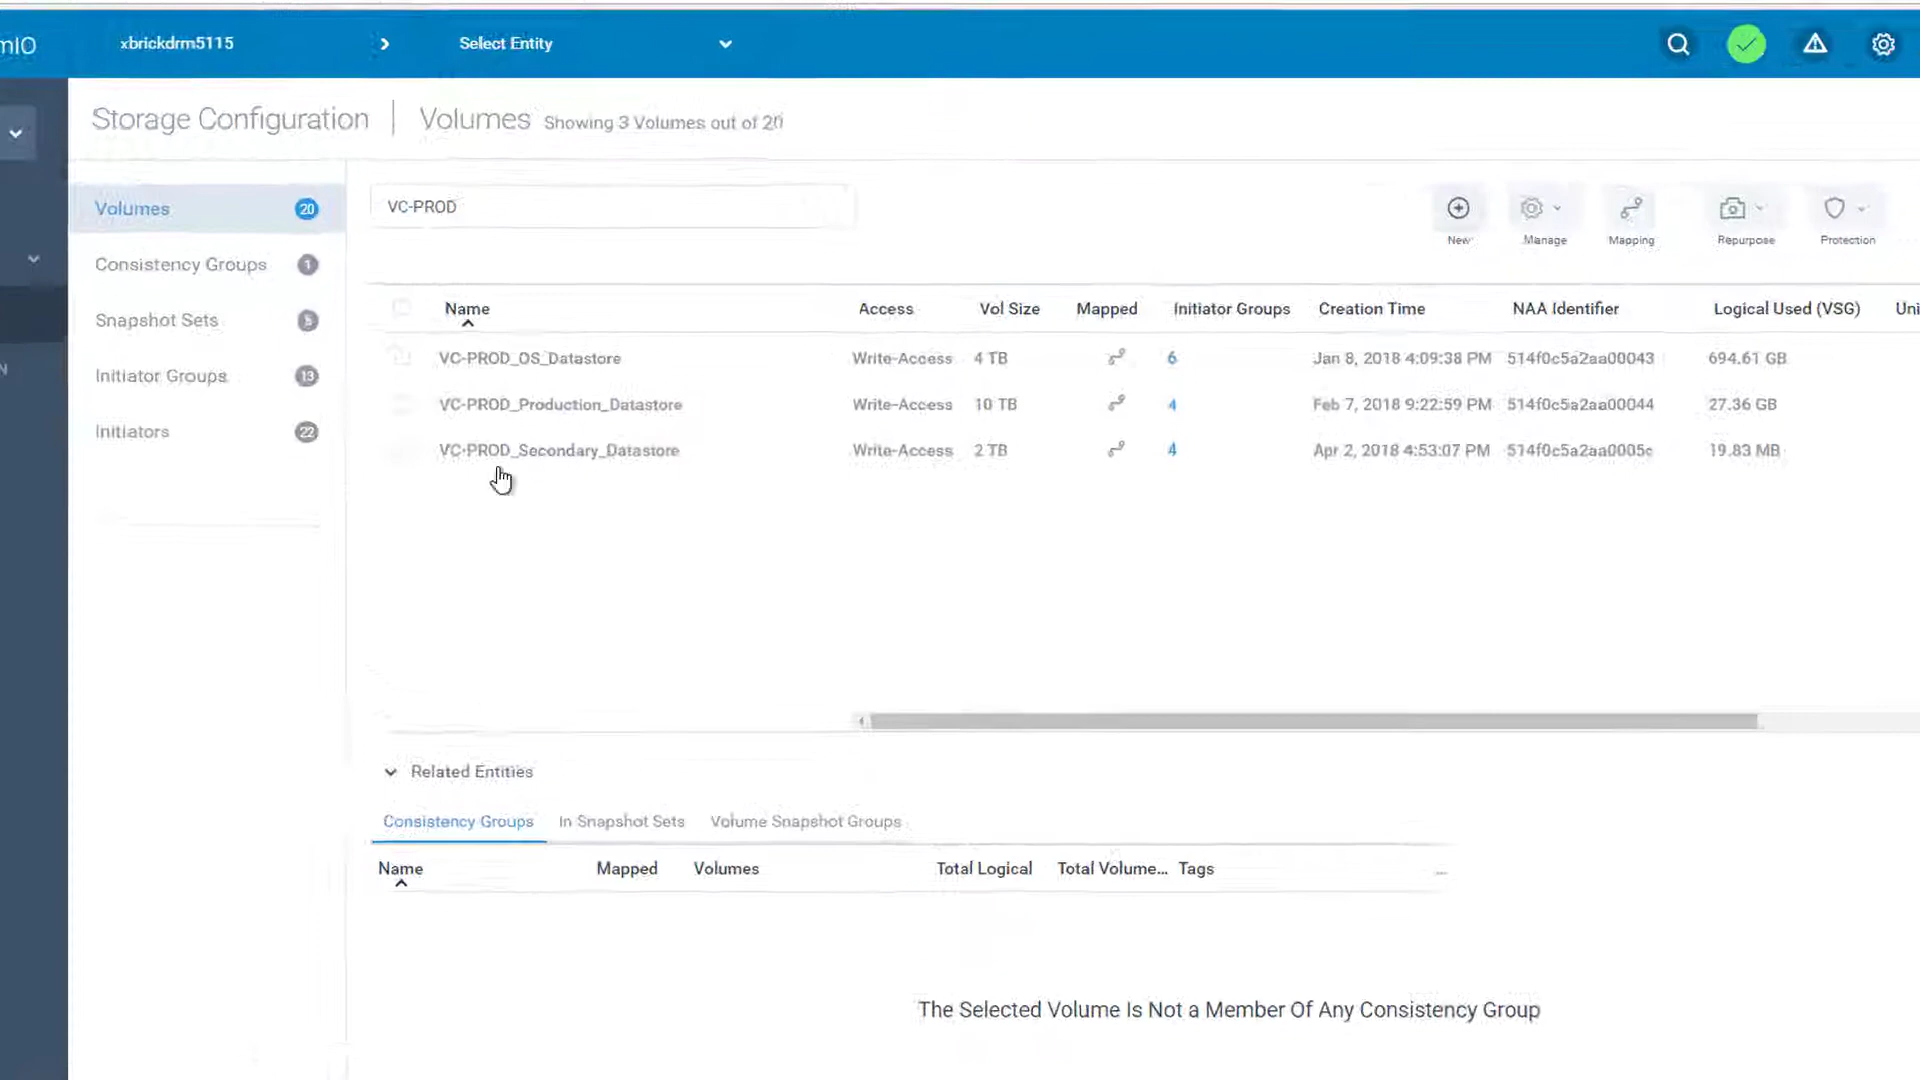 mIO xbrickdrm5115 Select Entity
Storage Configuration Volumes Showing 3 Volumes out of 20
Volumes 20
Consistency Groups 1
Snapshot Sets
Initiator Groups 13
Initiators 22
VC-PROD
New Manage Mapping Repurpose Protection
Name Access Vol Size Mapped Initiator Groups Creation Time NAA Identifier Logical Used (VSG) Uni
VC-PROD_OS_Datastore Write-Access 4 TB 6 Jan 8, 2018 4:09:38 PM 514f0c5a2aa00043 694.61 GB
VC-PROD_Production_Datastore Write-Access 10 TB 4 Feb 7, 2018 9:22:59 PM 514f0c5a2aa00044 27.36 GB
VC-PROD_Secondary_Datastore Write-Access 2 TB 4 Apr 2, 2018 4:53:07 PM 514f0c5a2aa0005c 19.83 MB
Related Entities
Consistency Groups In Snapshot Sets Volume Snapshot Groups
Name Mapped Volumes Total Logical Total Volume... Tags ...
The Selected Volume Is Not a Member Of Any Consistency Group
N